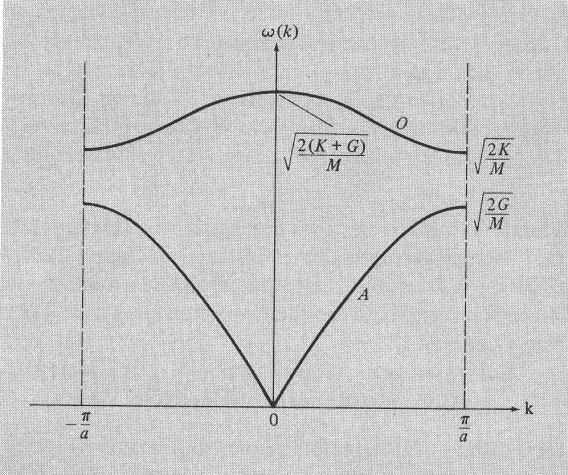 ω(k)
O
√(2(K + G)/M)
√(2K/M)
√(2G/M)
A
k
-π/a
0
π/a